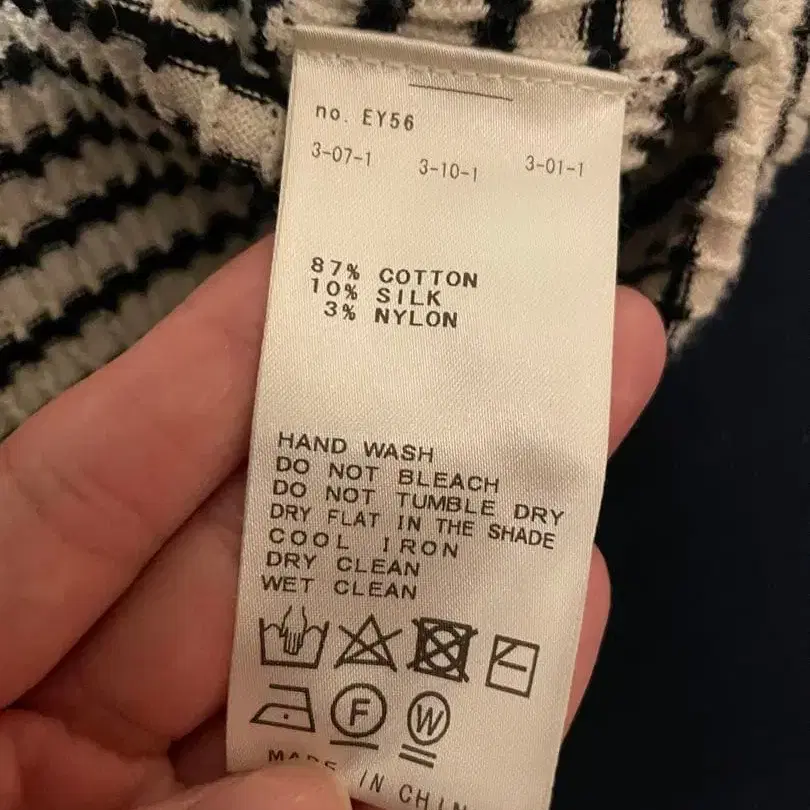 no. EY56
3-07-1 3-10-1 3-01-1
87% COTTON
10% SILK
3% NYLON
HAND WASH
DO NOT BLEACH
DO NOT TUMBLE DRY
DRY FLAT IN THE SHADE
COOL IRON
DRY CLEAN
WET CLEAN
F W
IN